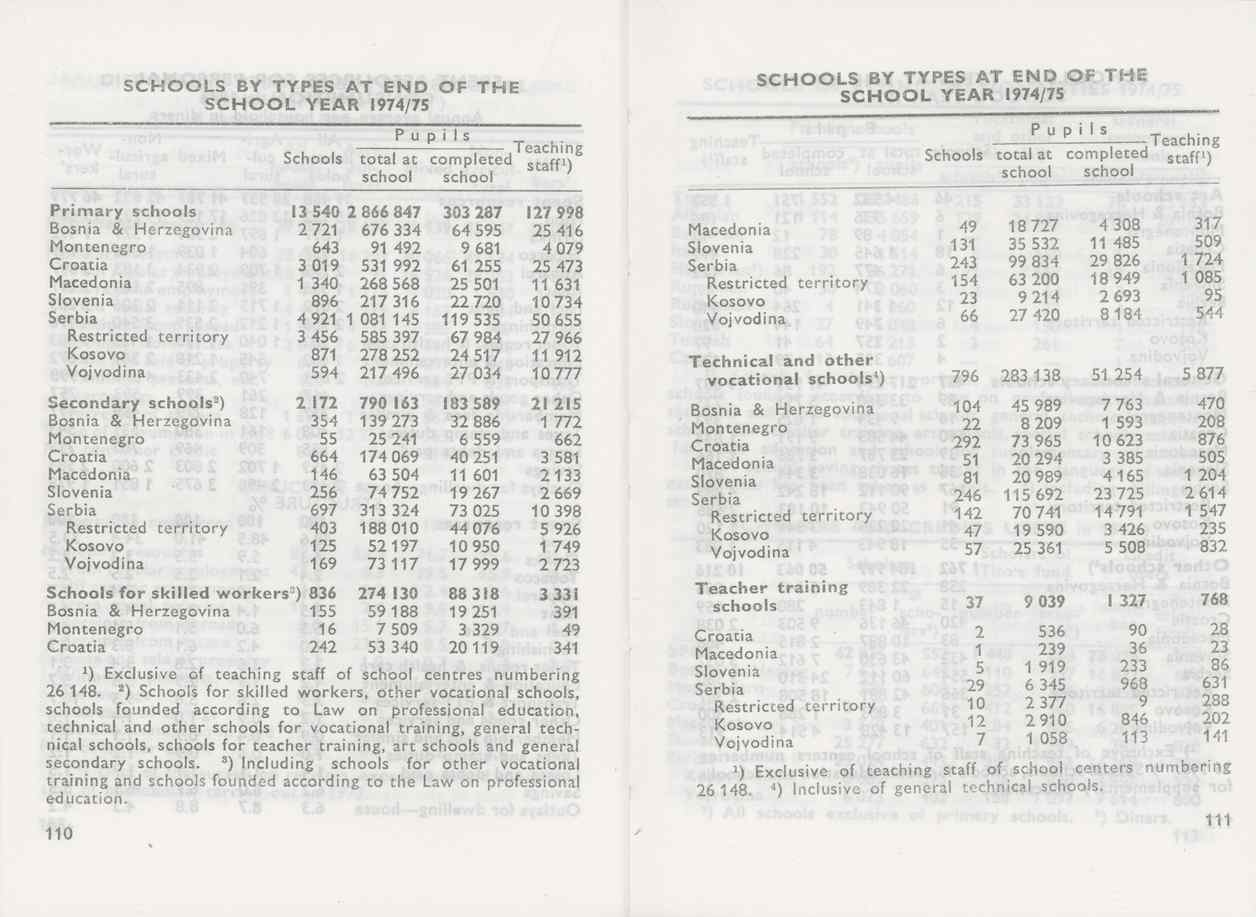 SCHOOLS BY TYPES AT END OF THE
SCHOOL YEAR 1974/75
Pupils
Schools total at completed Teaching
school school staff¹)
Primary schools 13 540 2 866 847 303 287 127 998
Bosnia & Herzegovina 2 721 676 334 64 595 25 416
Montenegro 643 91 492 9 681 4 079
Croatia 3 019 531 992 61 255 25 473
Macedonia 1 340 268 568 25 501 11 631
Slovenia 896 217 316 22 720 10 734
Serbia 4 921 1 081 145 119 535 50 655
Restricted territory 3 456 585 397 67 984 27 966
Kosovo 871 278 252 24 517 11 912
Vojvodina 594 217 496 27 034 10 777
Secondary schools²) 2 172 790 163 183 589 21 215
Bosnia & Herzegovina 354 139 273 32 886 1 772
Montenegro 55 25 241 6 559 662
Croatia 664 174 069 40 251 3 581
Macedonia 146 63 504 11 601 2 133
Slovenia 256 74 752 19 267 2 669
Serbia 697 313 324 73 025 10 398
Restricted territory 403 188 010 44 076 5 926
Kosovo 125 52 197 10 950 1 749
Vojvodina 169 73 117 17 999 2 723
Schools for skilled workers³) 836 274 130 88 318 3 331
Bosnia & Herzegovina 155 59 188 19 251 391
Montenegro 16 7 509 3 329 49
Croatia 242 53 340 20 119 341
¹) Exclusive of teaching staff of school centres numbering
26 148. ²) Schools for skilled workers, other vocational schools,
schools founded according to Law on professional education,
technical and other schools for vocational training, general tech-
nical schools, schools for teacher training, art schools and general
secondary schools. ³) Including schools for other vocational
training and schools founded according to the Law on professional
education.
110
SCHOOLS BY TYPES AT END OF THE
SCHOOL YEAR 1974/75
Pupils
Schools total at completed Teaching
school school staff¹)
Macedonia 49 18 727 4 308 317
Slovenia 131 35 532 11 485 509
Serbia 243 99 834 29 826 1 724
Restricted territory 154 63 200 18 949 1 085
Kosovo 23 9 214 2 693 95
Vojvodina 66 27 420 8 184 544
Technical and other
vocational schools⁴) 796 283 138 51 254 5 877
Bosnia & Herzegovina 104 45 989 7 763 470
Montenegro 22 8 209 1 593 208
Croatia 292 73 965 10 623 876
Macedonia 51 20 294 3 385 505
Slovenia 81 20 989 4 165 1 204
Serbia 246 115 692 23 725 2 614
Restricted territory 142 70 741 14 791 1 547
Kosovo 47 19 590 3 426 235
Vojvodina 57 25 361 5 508 832
Teacher training
schools 37 9 039 1 327 768
Croatia 2 536 90 28
Macedonia 1 239 36 23
Slovenia 5 1 919 233 86
Serbia 29 6 345 968 631
Restricted territory 10 2 377 9 288
Kosovo 12 2 910 846 202
Vojvodina 7 1 058 113 141
¹) Exclusive of teaching staff of school centers numbering
26 148. ⁴) Inclusive of general technical schools.
111